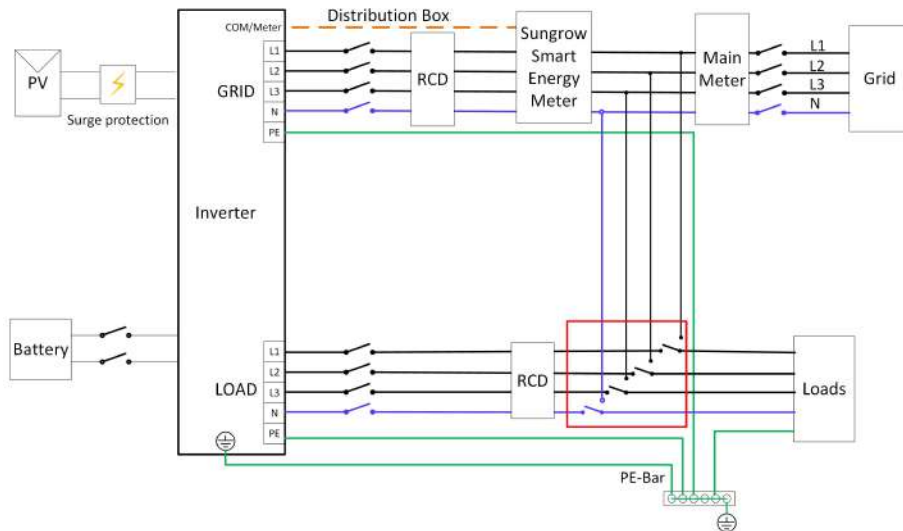 COM/Meter
Distribution Box
Sungrow
Smart
Energy
Meter
Main
Meter
L1
L2
L3
N
Grid
PV
Surge protection
GRID
L1
L2
L3
N
PE
RCD
Inverter
Battery
LOAD
L1
L2
L3
N
PE
RCD
Loads
PE-Bar